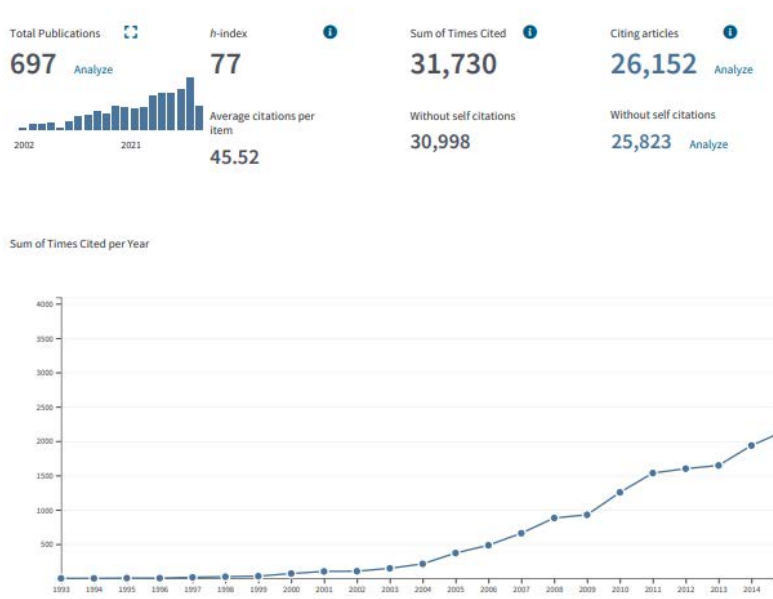 Total Publications
697 Analyze
2002 2021
h-index
77
Average citations per
item
45.52
Sum of Times Cited
31,730
Without self citations
30,998
Citing articles
26,152 Analyze
Without self citations
25,823 Analyze
Sum of Times Cited per Year
4000
3500
3000
2500
2000
1500
1000
500
1993 1994 1995 1996 1997 1998 1999 2000 2001 2002 2003 2004 2005 2006 2007 2008 2009 2010 2011 2012 2013 2014